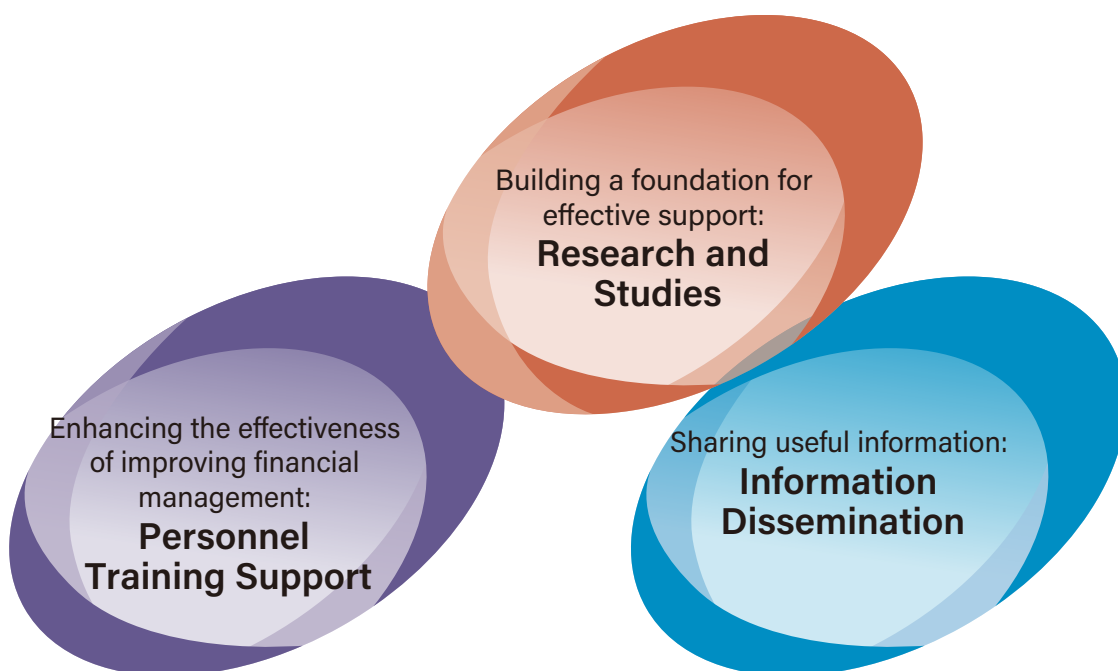 Building a foundation for
effective support:
Research and
Studies
Enhancing the effectiveness
of improving financial
management:
Personnel
Training Support
Sharing useful information:
Information
Dissemination